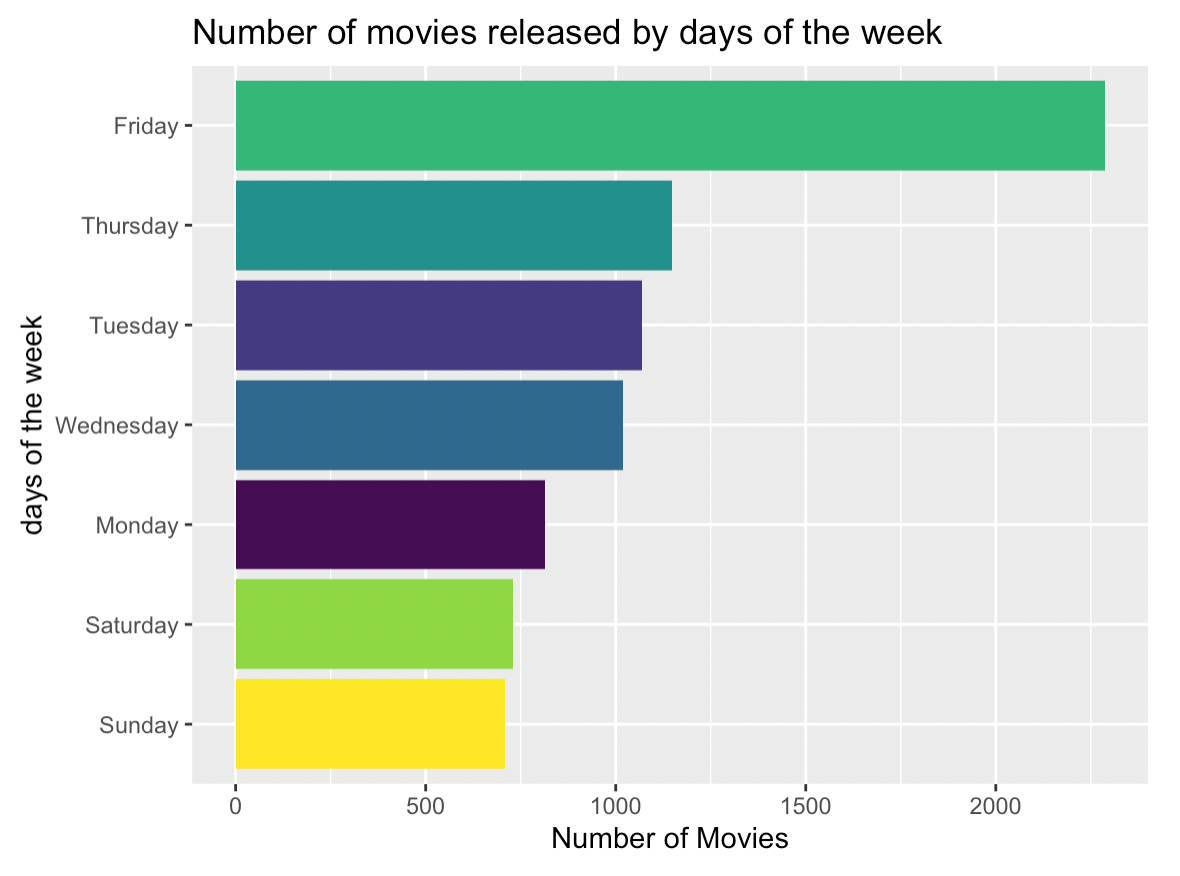 Number of movies released by days of the week
Friday
Thursday
Tuesday
Wednesday
Monday
Saturday
Sunday
days of the week
0 500 1000 1500 2000
Number of Movies